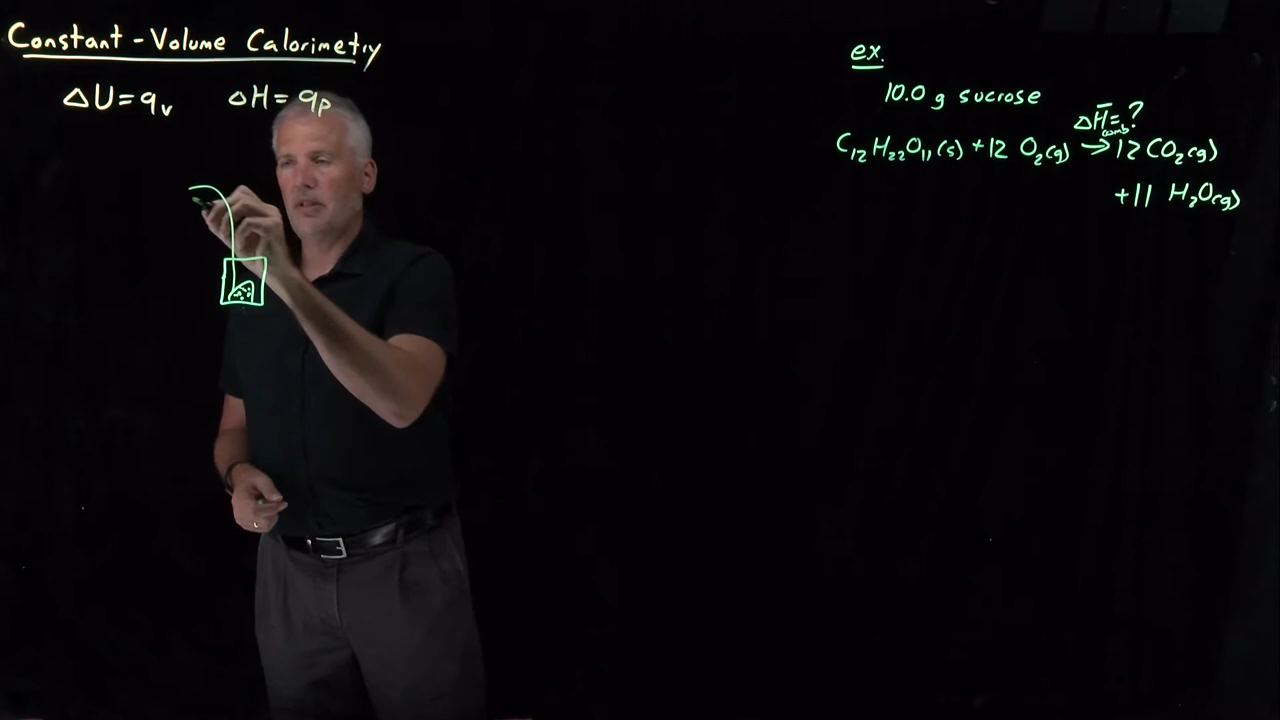 Constant-Volume Calorimetry
ΔU = qᵥ ΔH = qₚ
ex.
10.0 g sucrose
ΔH̄comb = ?
C₁₂H₂₂O₁₁(s) + 12 O₂(g) → 12 CO₂(g)
+ 11 H₂O(g)